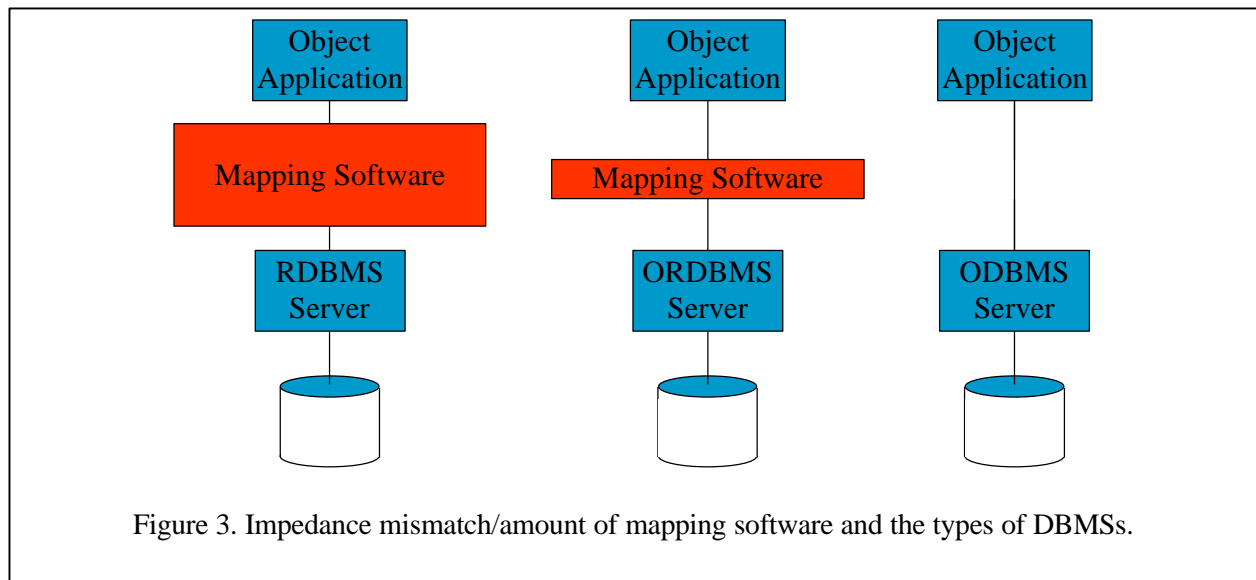 Object
Application
Object
Application
Object
Application
Mapping Software
Mapping Software
RDBMS
Server
ORDBMS
Server
ODBMS
Server
Figure 3. Impedance mismatch/amount of mapping software and the types of DBMSs.